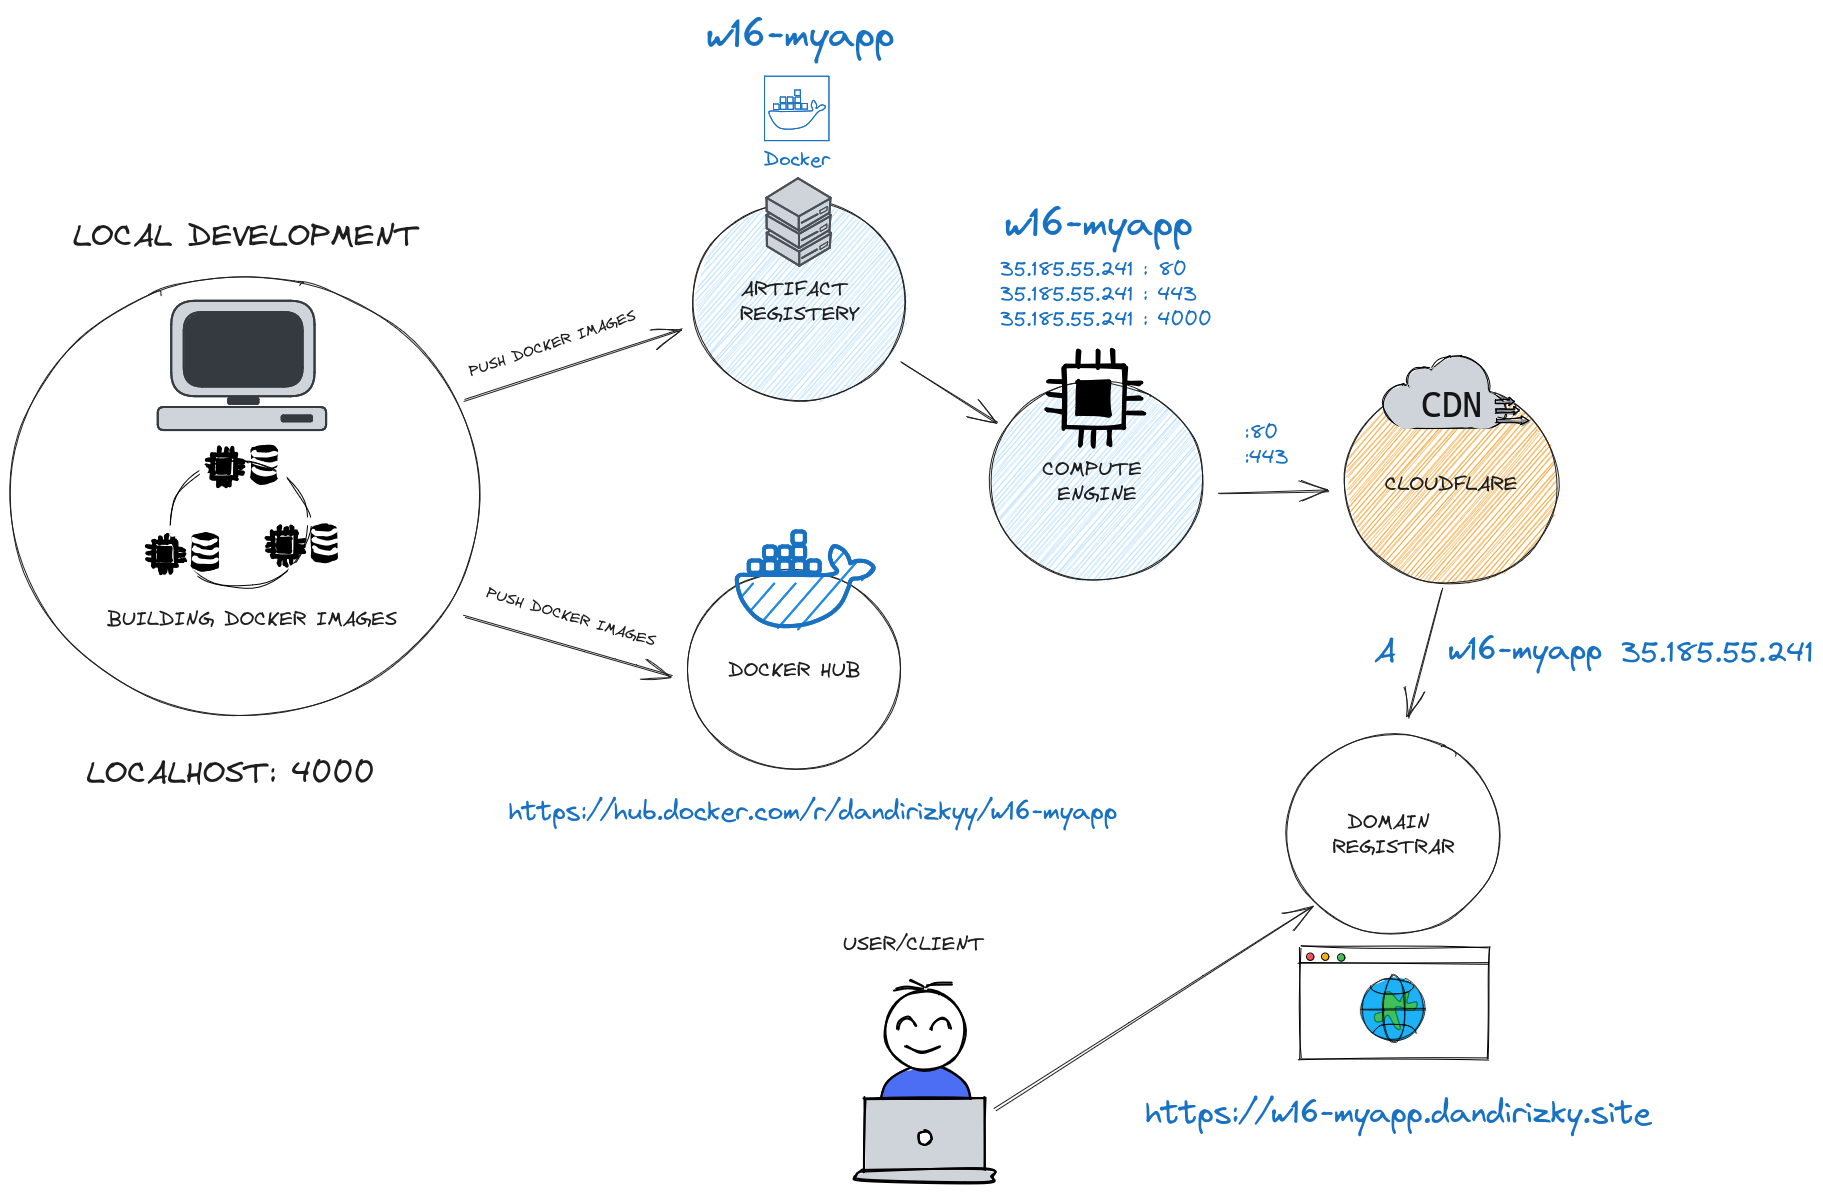 w16-myapp
Docker
LOCAL DEVELOPMENT
ARTIFACT
REGISTERY
w16-myapp
35.185.55.241 : 80
35.185.55.241 : 443
35.185.55.241 : 4000
PUSH DOCKER IMAGES
CDN
:80
:443
COMPUTE
ENGINE
CLOUDFLARE
BUILDING DOCKER IMAGES
PUSH DOCKER IMAGES
DOCKER HUB
A
w16-myapp 35.185.55.241
LOCALHOST: 4000
https://hub.docker.com/r/dandirizkyy/w16-myapp
DOMAIN
REGISTRAR
USER/CLIENT
https://w16-myapp.dandirizky.site